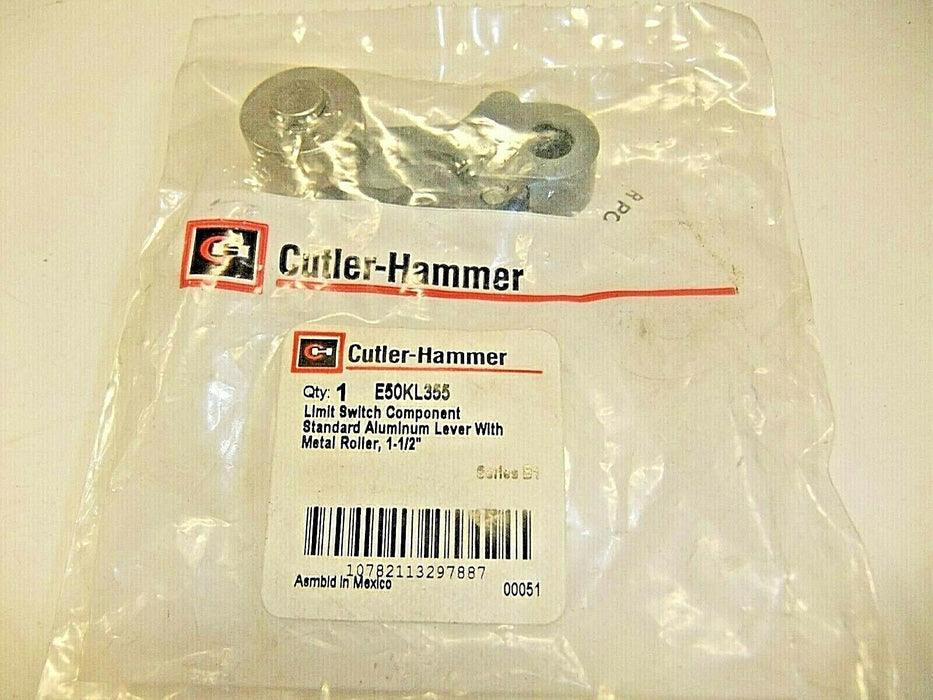 RPC
Cutler-Hammer
Cutler-Hammer
Qty: 1 E50KL355
Limit Switch Component
Standard Aluminum Lever With
Metal Roller, 1-1/2"
Series B1
10782113297887
Asmbld in Mexico
00051